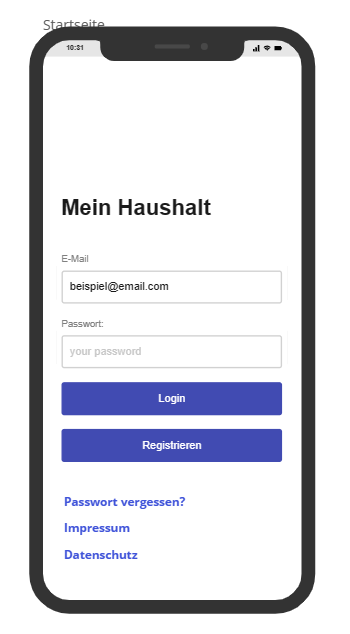 Startseite
10:31
Mein Haushalt
E-Mail
beispiel@email.com
Passwort:
your password
Login
Registrieren
Passwort vergessen?
Impressum
Datenschutz